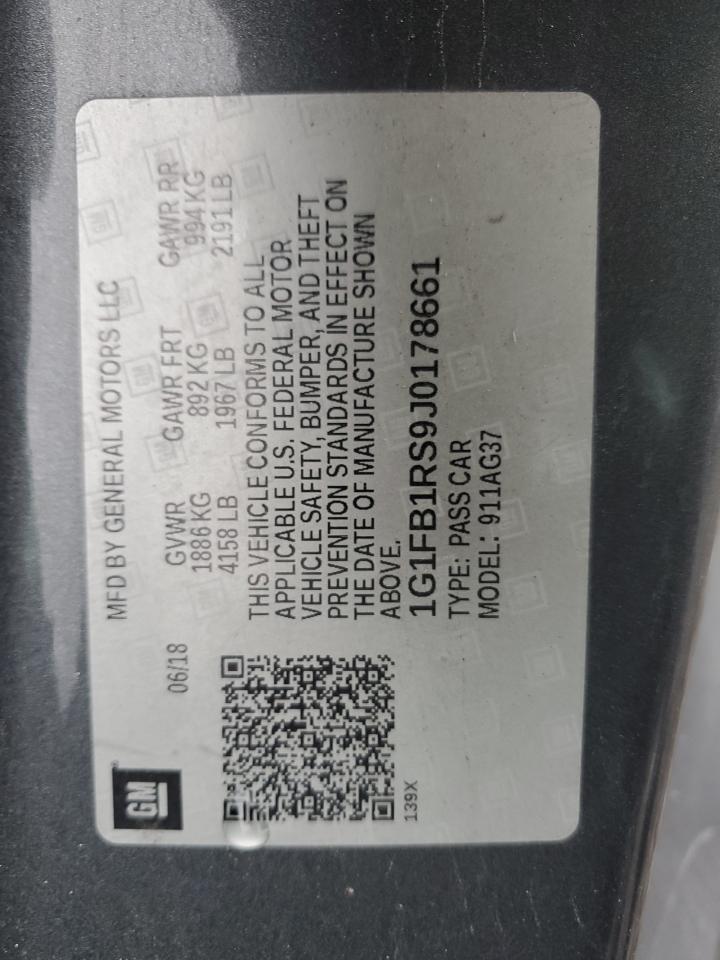 GM
MFD BY GENERAL MOTORS LLC
06/18
GVWR GAWR FRT GAWR RR
1886 KG 892 KG 994 KG
4158 LB 1967 LB 2191 LB
THIS VEHICLE CONFORMS TO ALL
APPLICABLE U.S. FEDERAL MOTOR
VEHICLE SAFETY, BUMPER, AND THEFT
PREVENTION STANDARDS IN EFFECT ON
THE DATE OF MANUFACTURE SHOWN
ABOVE.
1G1FB1RS9J0178661
TYPE: PASS CAR
MODEL: 911AG37
139X